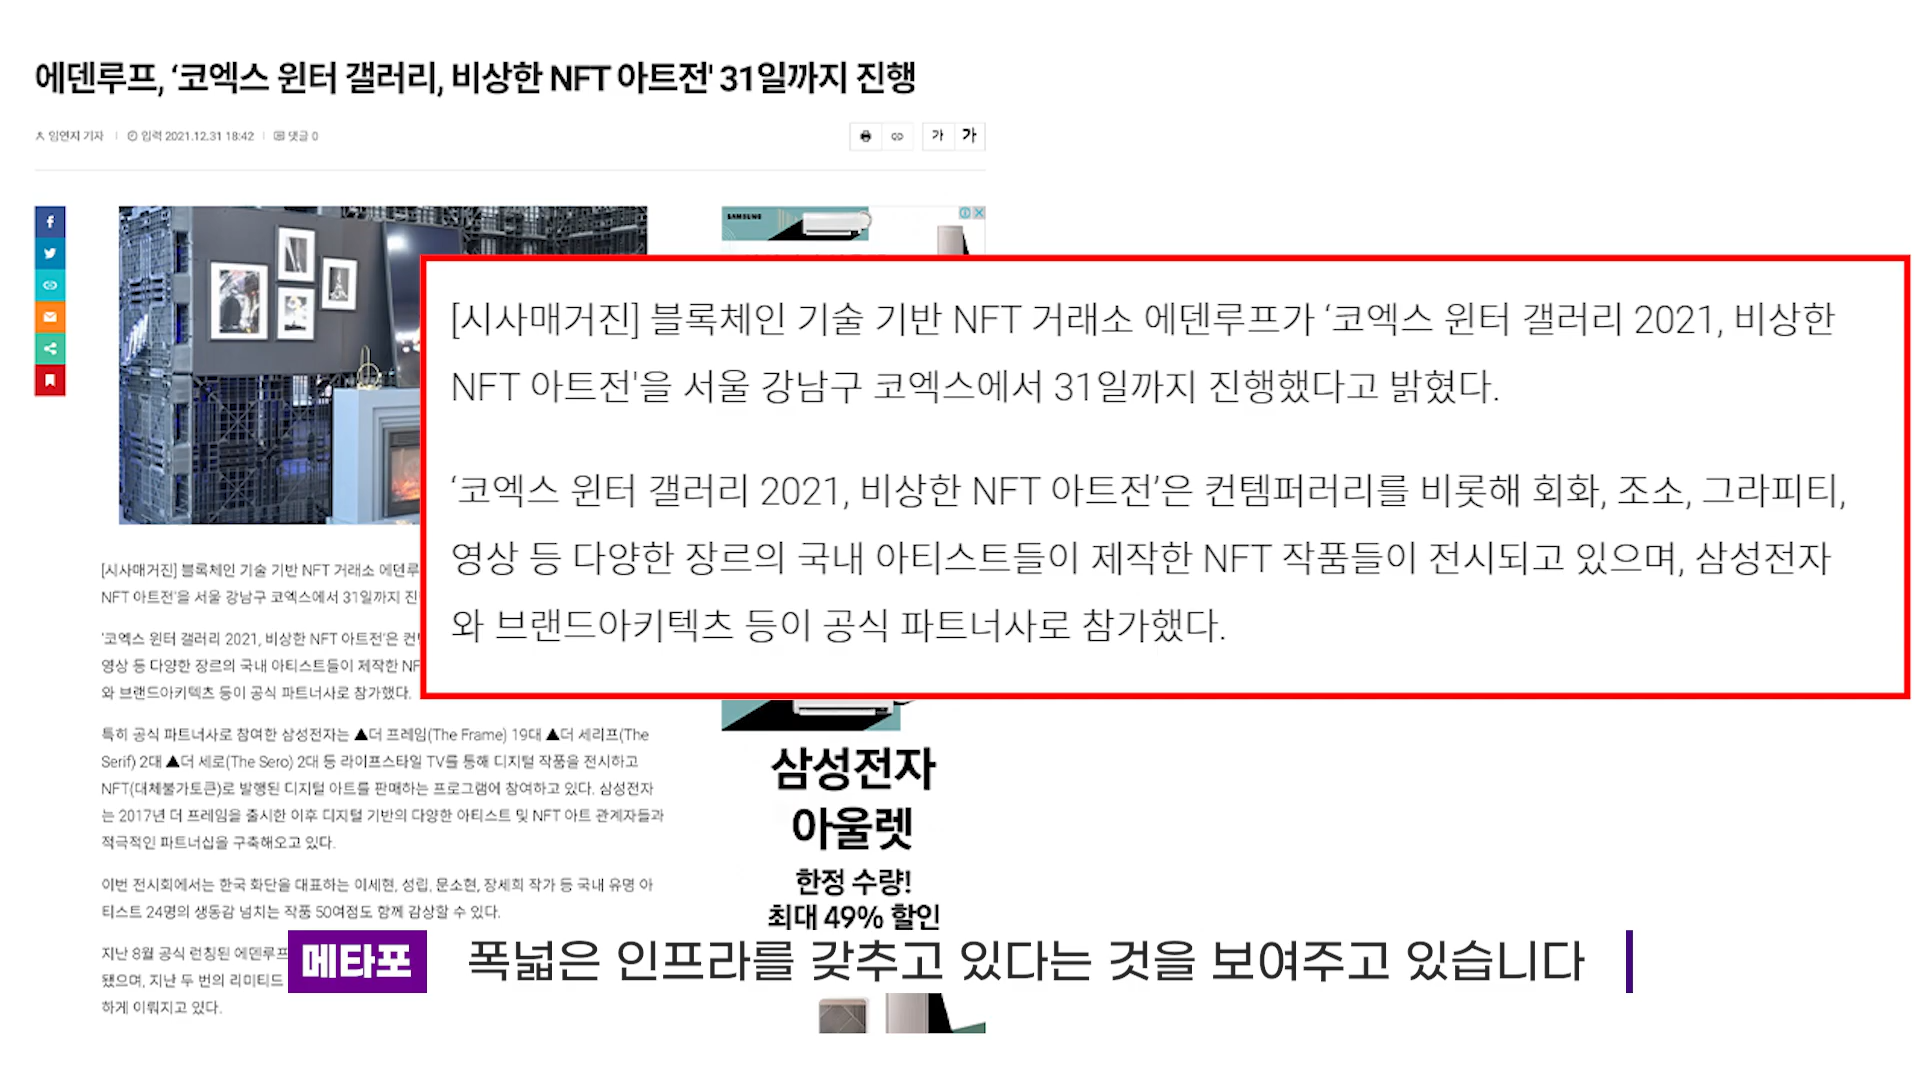 에덴루프, ‘코엑스 윈터 갤러리, 비상한 NFT 아트전' 31일까지 진행
임연지 기자 | 입력 2021.12.31 18:42 | 댓글 0
가 가
SAMSUNG
[시사매거진] 블록체인 기술 기반 NFT 거래소 에덴루프가 ‘코엑스 윈터 갤러리 2021, 비상한
NFT 아트전'을 서울 강남구 코엑스에서 31일까지 진행했다고 밝혔다.
‘코엑스 윈터 갤러리 2021, 비상한 NFT 아트전’은 컨템퍼러리를 비롯해 회화, 조소, 그라피티,
영상 등 다양한 장르의 국내 아티스트들이 제작한 NFT 작품들이 전시되고 있으며, 삼성전자
와 브랜드아키텍츠 등이 공식 파트너사로 참가했다.
[시사매거진] 블록체인 기술 기반 NFT 거래소 에덴루
NFT 아트전'을 서울 강남구 코엑스에서 31일까지 진
‘코엑스 윈터 갤러리 2021, 비상한 NFT 아트전’은 컨
영상 등 다양한 장르의 국내 아티스트들이 제작한 NF
와 브랜드아키텍츠 등이 공식 파트너사로 참가했다.
특히 공식 파트너사로 참여한 삼성전자는 ▲더 프레임(The Frame) 19대 ▲더 세리프(The
Serif) 2대 ▲더 세로(The Sero) 2대 등 라이프스타일 TV를 통해 디지털 작품을 전시하고
NFT(대체불가토큰)로 발행된 디지털 아트를 판매하는 프로그램에 참여하고 있다. 삼성전자
는 2017년 더 프레임을 출시한 이후 디지털 기반의 다양한 아티스트 및 NFT 아트 관계자들과
적극적인 파트너십을 구축해오고 있다.
이번 전시회에서는 한국 화단을 대표하는 이세현, 성립, 문소현, 장세희 작가 등 국내 유명 아
티스트 24명의 생동감 넘치는 작품 50여점도 함께 감상할 수 있다.
지난 8월 공식 런칭된 에덴루프
됐으며, 지난 두 번의 리미티드
하게 이뤄지고 있다.
삼성전자
아울렛
한정 수량!
최대 49% 할인
메타포 폭넓은 인프라를 갖추고 있다는 것을 보여주고 있습니다